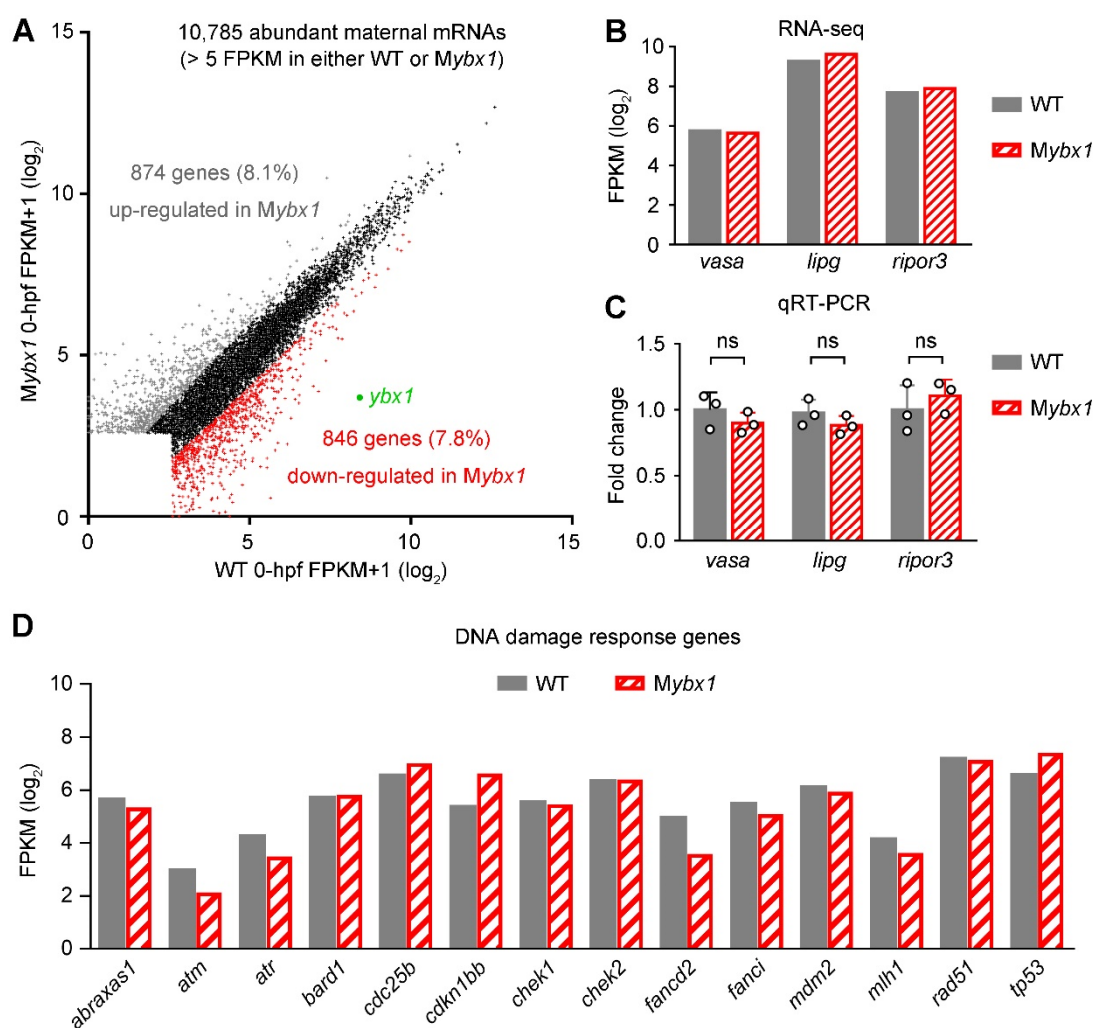 A
10,785 abundant maternal mRNAs
(> 5 FPKM in either WT or Mybx1)
874 genes (8.1%)
up-regulated in Mybx1
ybx1
846 genes (7.8%)
down-regulated in Mybx1
Mybx1 0-hpf FPKM+1 (log2)
15
10
5
0
0
5
10
15
WT 0-hpf FPKM+1 (log2)
B
RNA-seq
FPKM (log2)
10
8
6
4
2
0
vasa
lipg
ripor3
WT
Mybx1
C
qRT-PCR
Fold change
1.5
1.0
0.5
0.0
ns
ns
ns
vasa
lipg
ripor3
WT
Mybx1
D
DNA damage response genes
WT
Mybx1
FPKM (log2)
10
8
6
4
2
0
abraxas1
atm
atr
bard1
cdc25b
cdkn1bb
chek1
chek2
fancd2
fanci
mdm2
mlh1
rad51
tp53